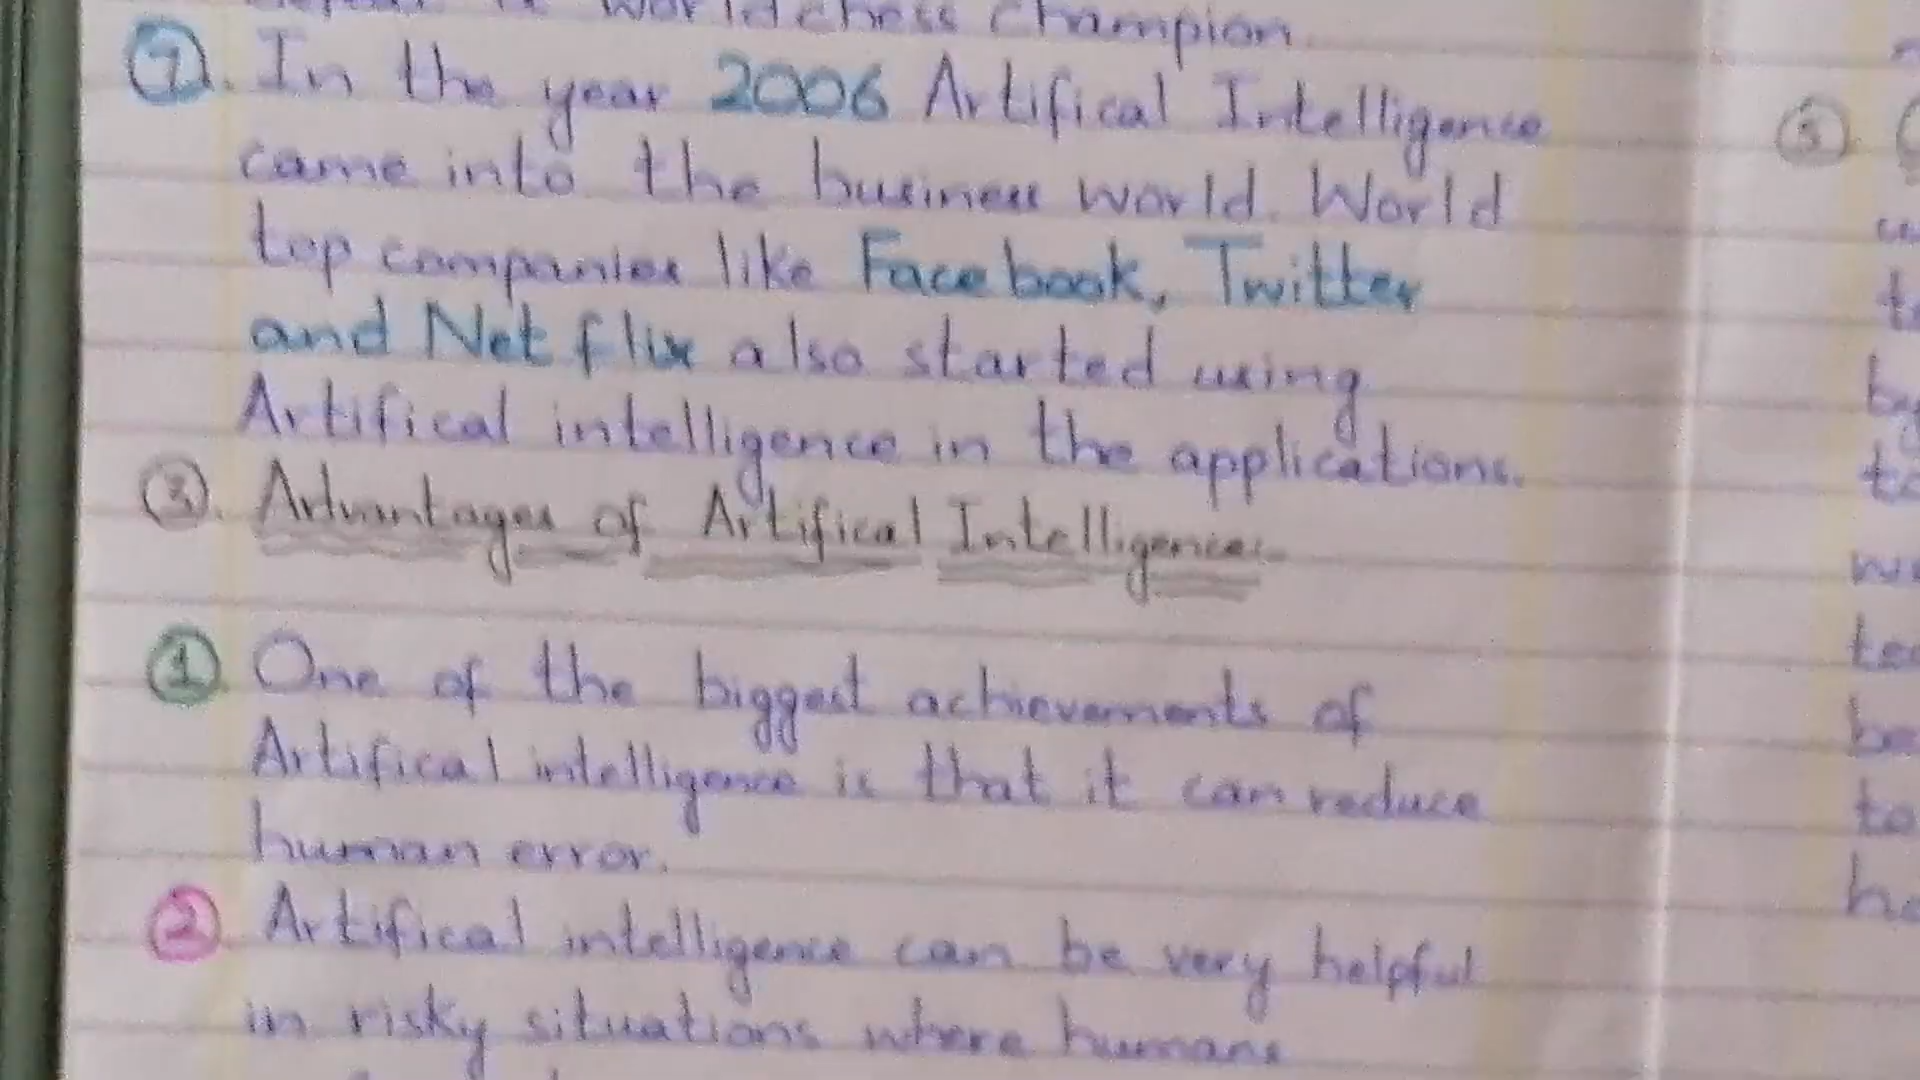 world chess champion.
7. In the year 2006 Artifical Intelligence
came into the business world. World
top companies like Facebook, Twitter
and Netflix also started using
Artifical intelligence in the applications.
3. Advantages of Artifical Intelligence:-
1. One of the biggest achievements of
Artifical intelligence is that it can reduce
human error.
2. Artifical intelligence can be very helpful
in risky situations where humans
5.